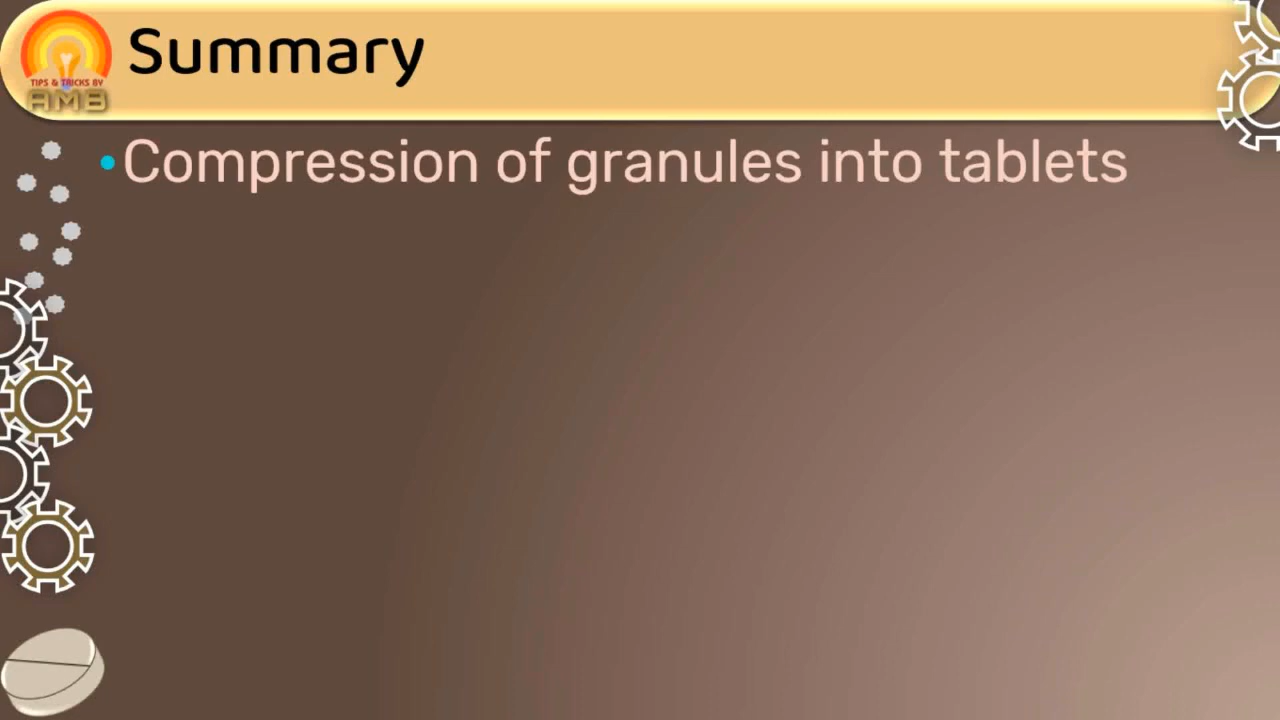 Summary
TIPS & TRICKS BY
AMB
•Compression of granules into tablets